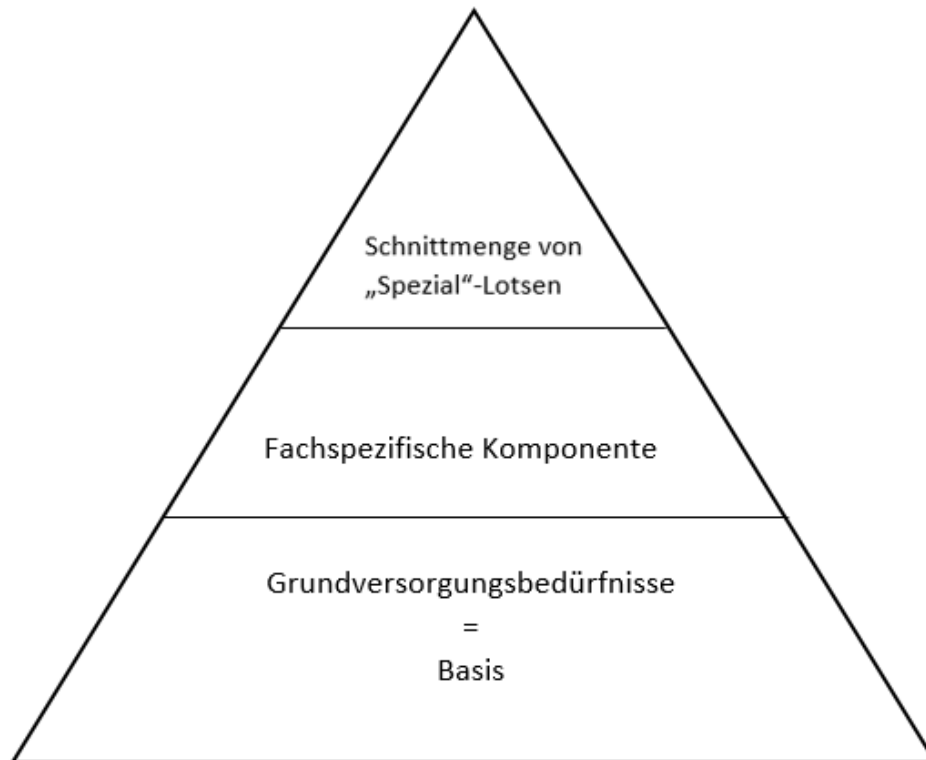 Schnittmenge von
„Spezial“-Lotsen
Fachspezifische Komponente
Grundversorgungsbedürfnisse
=
Basis